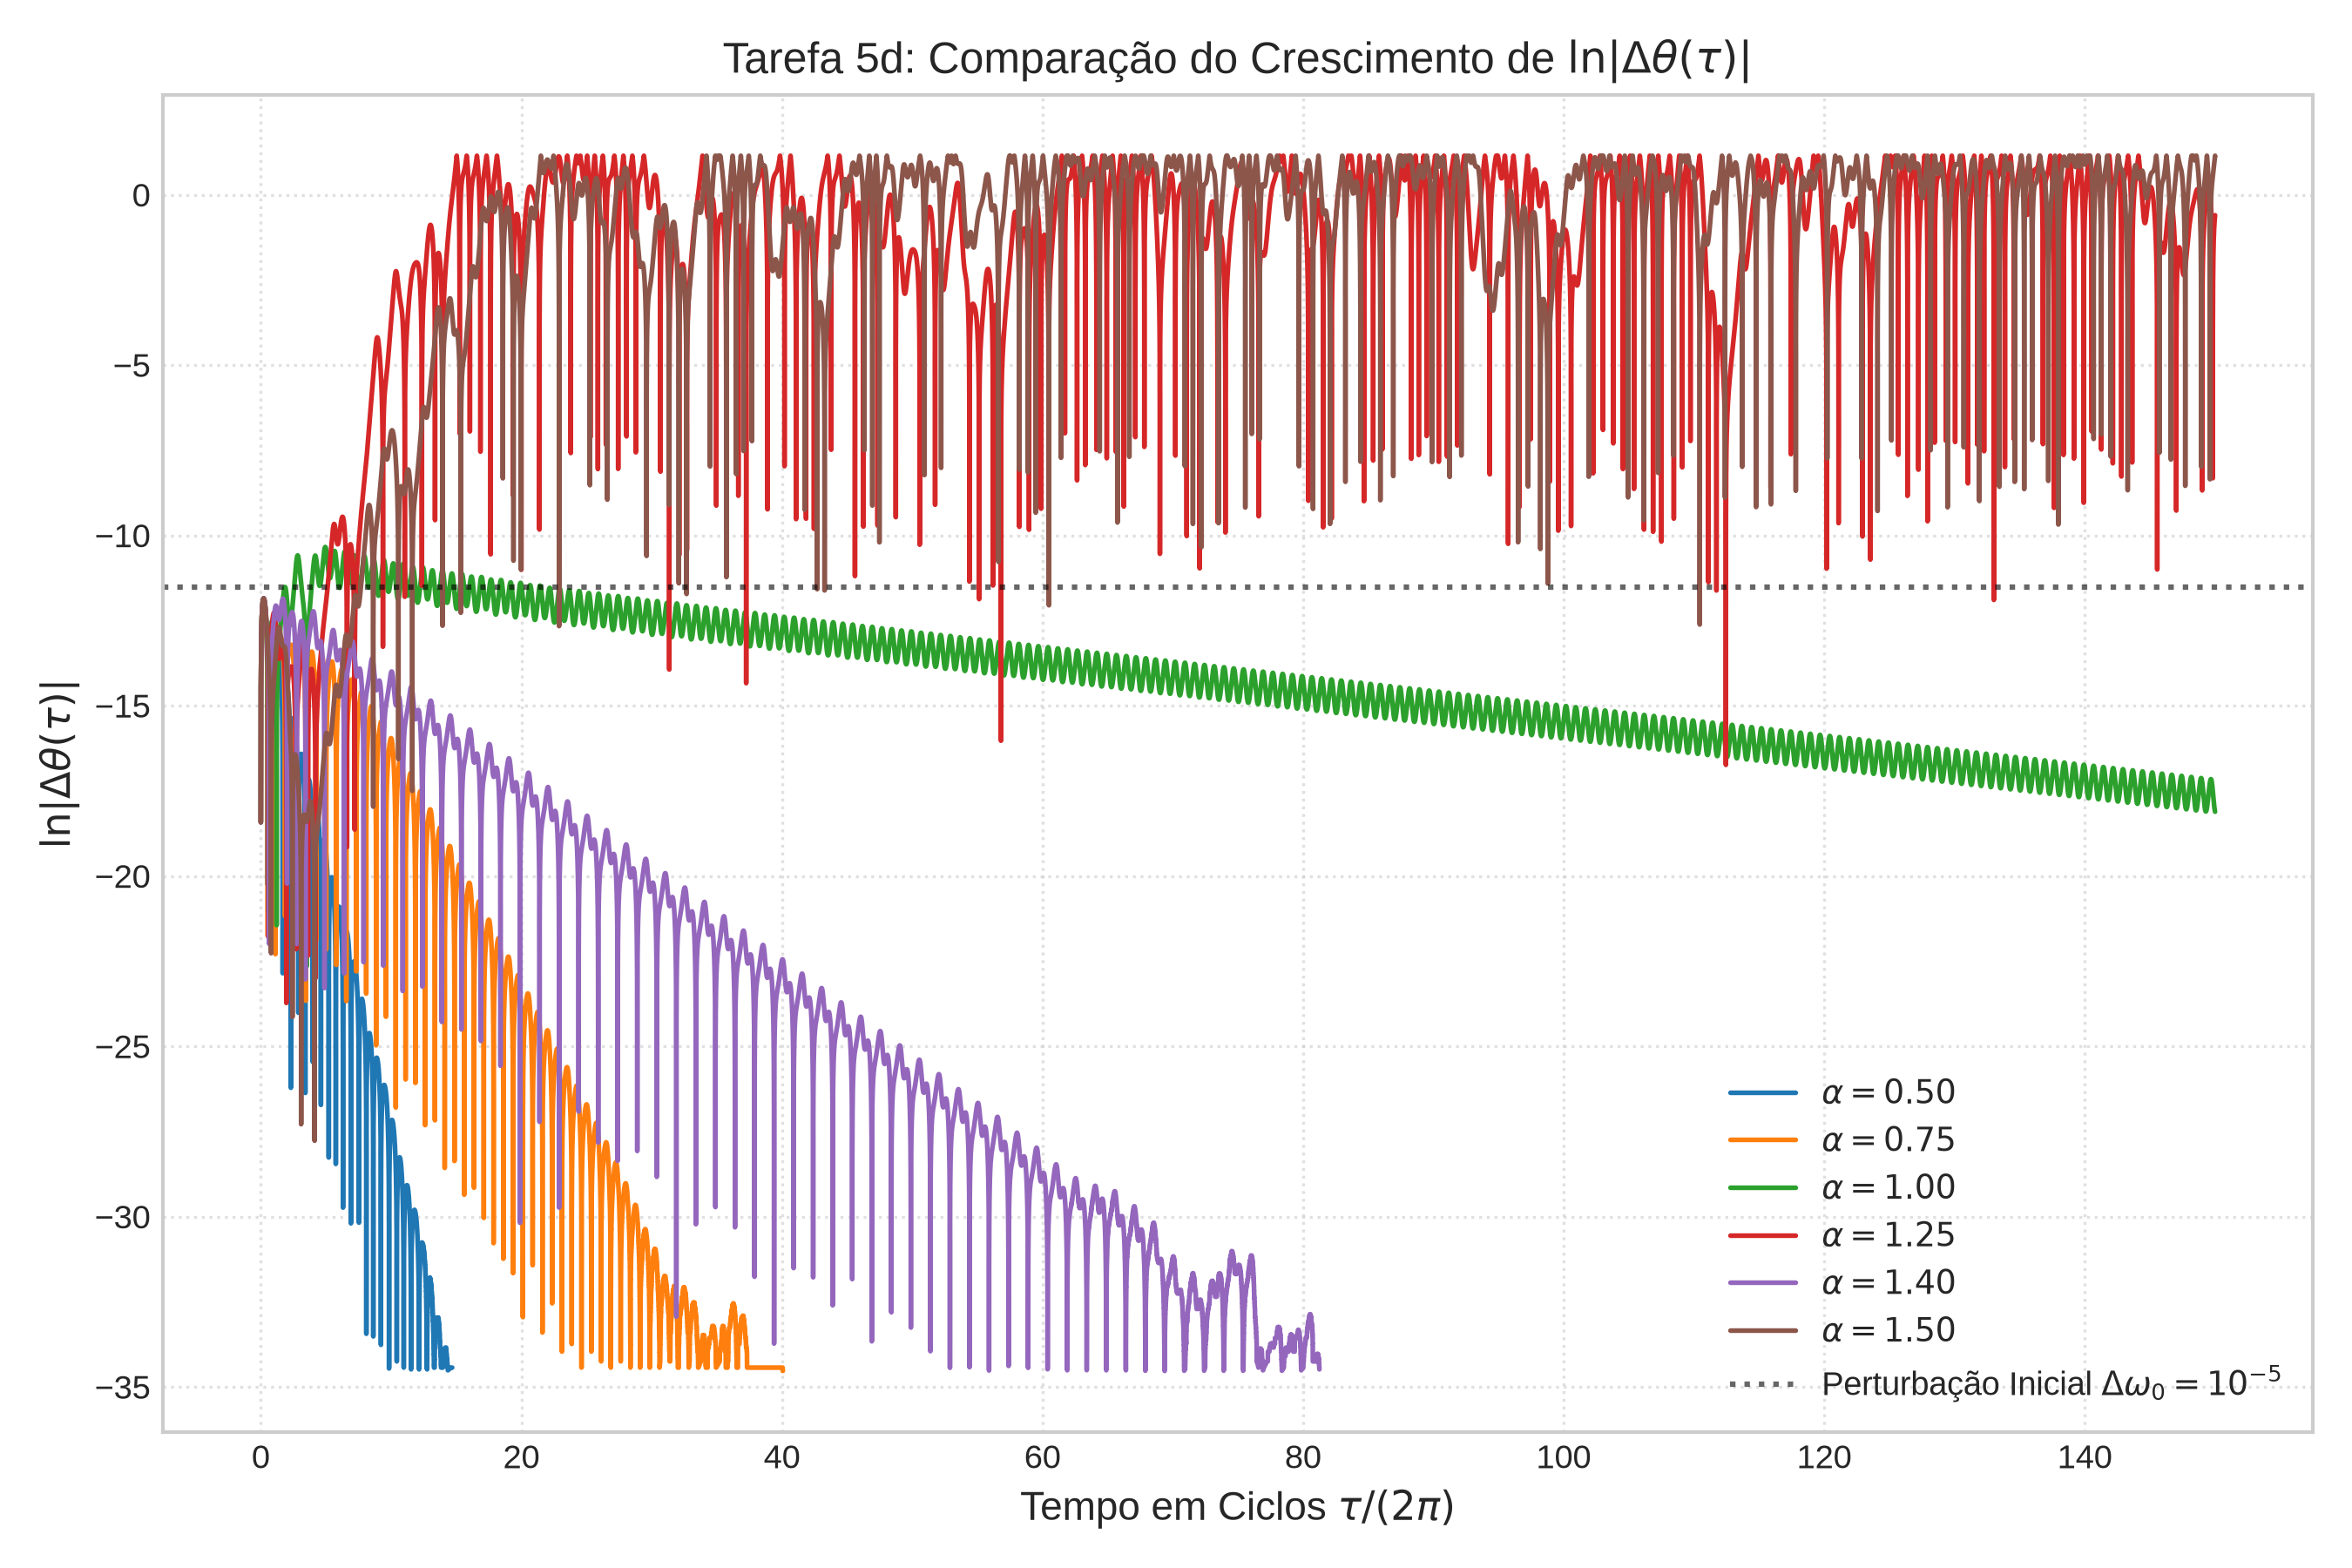 Tarefa 5d: Comparação do Crescimento de ln|Δθ(τ)|
ln|Δθ(τ)|
0
−5
−10
−15
−20
−25
−30
−35
0 20 40 60 80 100 120 140
Tempo em Ciclos τ/(2π)
α = 0.50
α = 0.75
α = 1.00
α = 1.25
α = 1.40
α = 1.50
Perturbação Inicial Δω₀ = 10⁻⁵